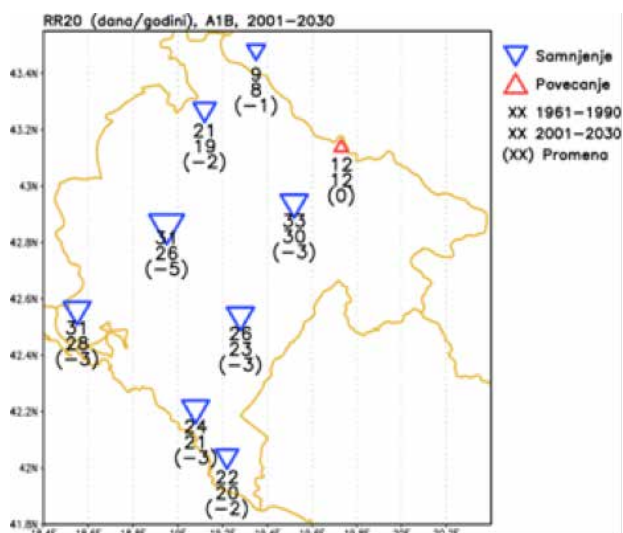 RR20 (dana/godini), A1B, 2001-2030
Samnjenje
Povecanje
XX 1961-1990
XX 2001-2030
(XX) Promena
43.4N
43.2N
43N
42.8N
42.6N
42.4N
42.2N
42N
41.8N
9
8
(-1)
21
19
(-2)
12
12
(0)
33
30
(-3)
31
26
(-5)
31
28
(-3)
26
23
(-3)
24
21
(-3)
22
20
(-2)